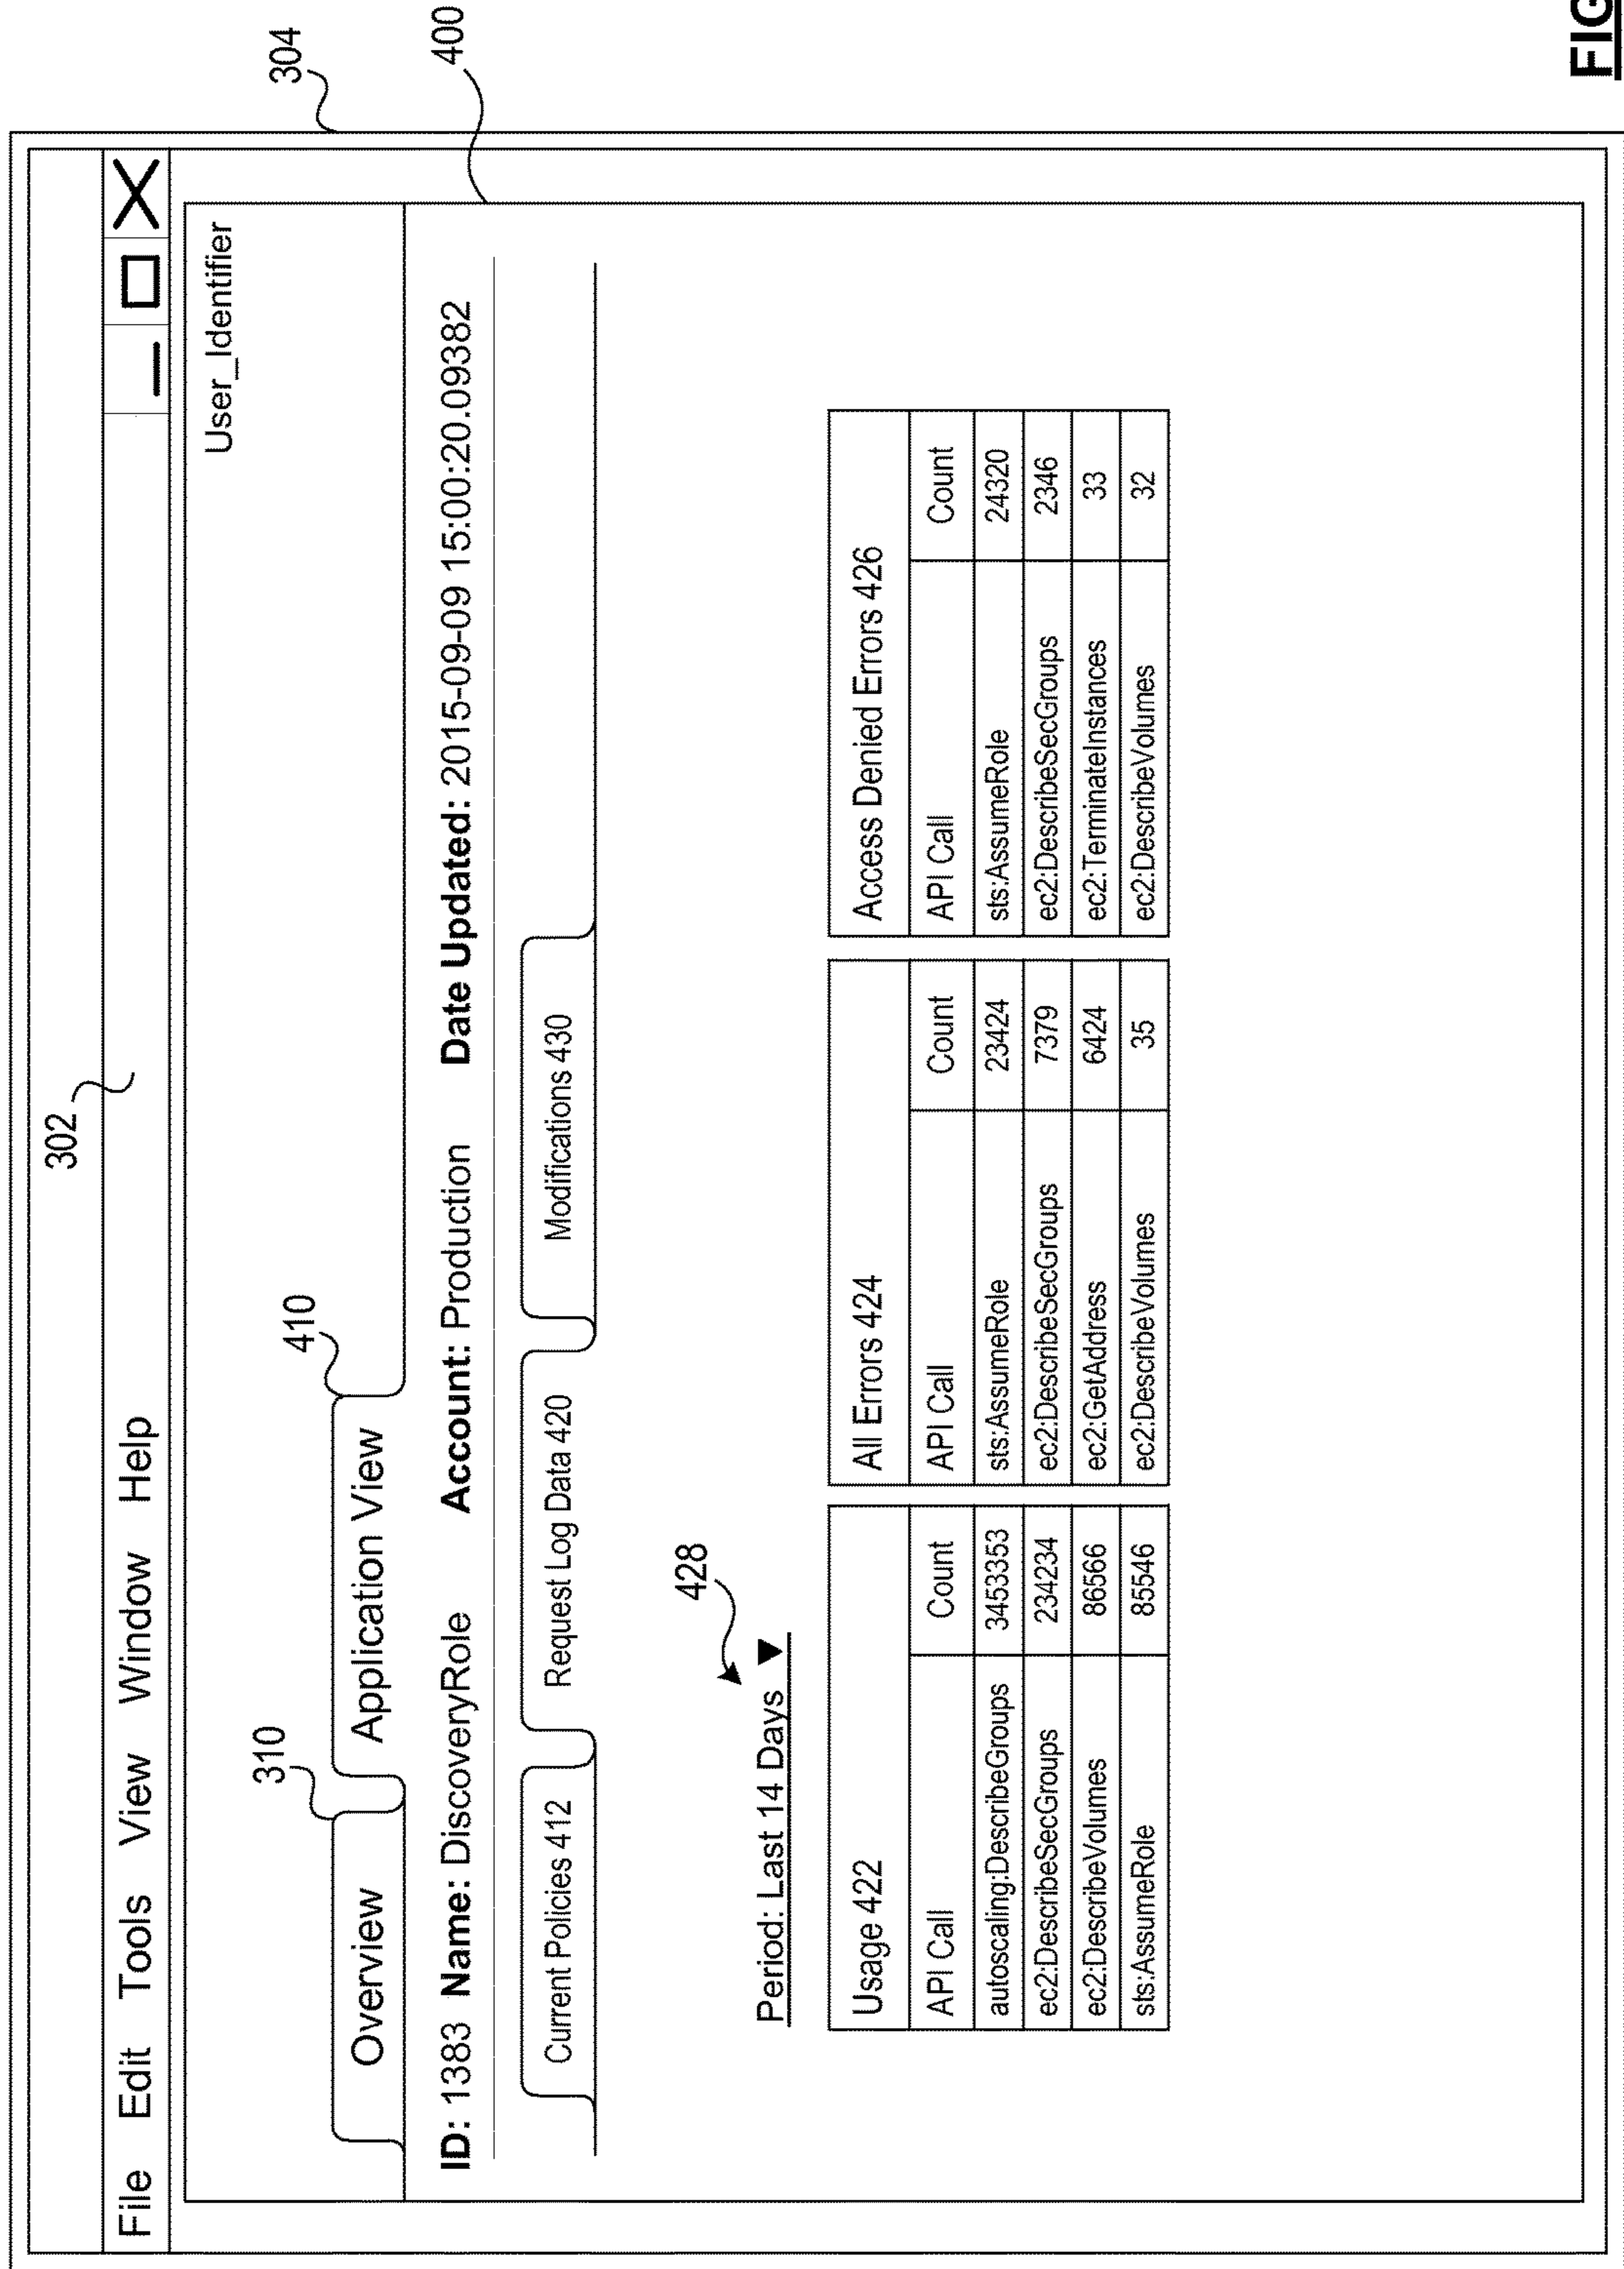 302
304
File Edit Tools View Window Help
User_Identifier
400
310
410
Overview
Application View
ID: 1383 Name: DiscoveryRole Account: Production Date Updated: 2015-09-09 15:00:20.09382
Current Policies 412
Request Log Data 420
Modifications 430
428
Period: Last 14 Days ▼
Usage 422
API Call Count
autoscaling:DescribeGroups 3453353
ec2:DescribeSecGroups 234234
ec2:DescribeVolumes 86566
sts:AssumeRole 85546
All Errors 424
API Call Count
sts:AssumeRole 23424
ec2:DescribeSecGroups 7379
ec2:GetAddress 6424
ec2:DescribeVolumes 35
Access Denied Errors 426
API Call Count
sts:AssumeRole 24320
ec2:DescribeSecGroups 2346
ec2:TerminateInstances 33
ec2:DescribeVolumes 32
FIG